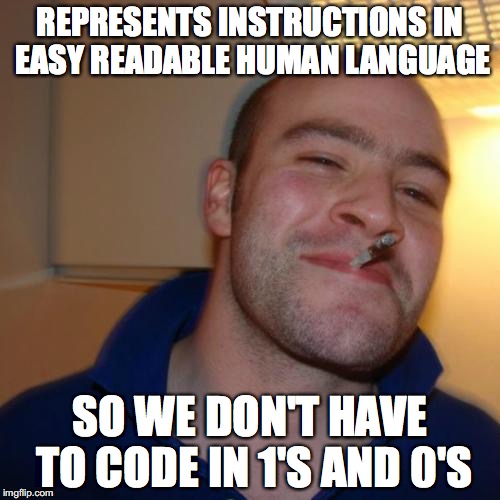 REPRESENTS INSTRUCTIONS IN
EASY READABLE HUMAN LANGUAGE
SO WE DON'T HAVE
TO CODE IN 1'S AND 0'S
imgflip.com